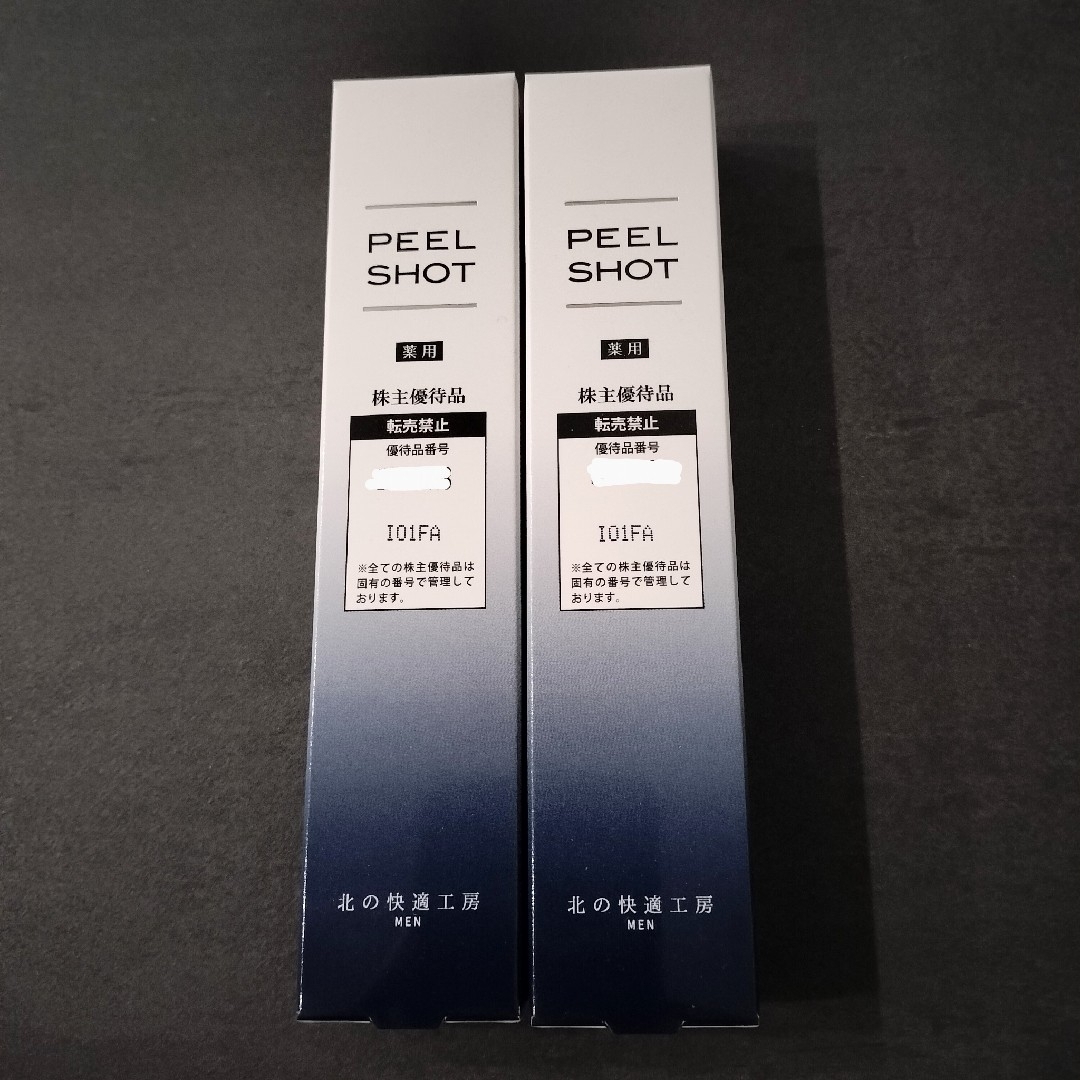 PEEL
SHOT
薬用
株主優待品
転売禁止
優待品番号
I01FA
※全ての株主優待品は
固有の番号で管理して
おります。
北の快適工房
MEN
PEEL
SHOT
薬用
株主優待品
転売禁止
優待品番号
I01FA
※全ての株主優待品は
固有の番号で管理して
おります。
北の快適工房
MEN